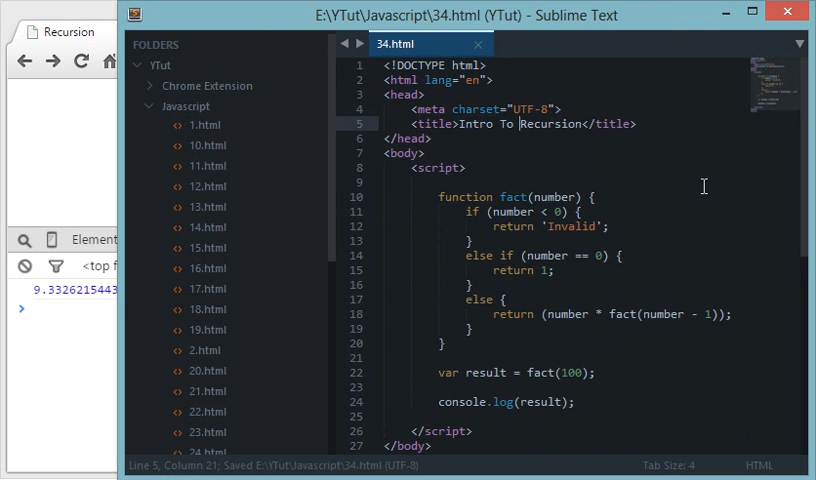 E:\YTut\Javascript\34.html (YTut) - Sublime Text
Recursion
Element
<top f
9.3326215443
>
FOLDERS
YTut
Chrome Extension
Javascript
<> 1.html
<> 10.html
<> 11.html
<> 12.html
<> 13.html
<> 14.html
<> 15.html
<> 16.html
<> 17.html
<> 18.html
<> 19.html
<> 2.html
<> 20.html
<> 21.html
<> 22.html
<> 23.html
<> 24.html
34.html
1 <!DOCTYPE html>
2 <html lang="en">
3 <head>
4 <meta charset="UTF-8">
5 <title>Intro To Recursion</title>
6 </head>
7 <body>
8 <script>
9
10 function fact(number) {
11 if (number < 0) {
12 return 'Invalid';
13 }
14 else if (number == 0) {
15 return 1;
16 }
17 else {
18 return (number * fact(number - 1));
19 }
20 }
21
22 var result = fact(100);
23
24 console.log(result);
25
26 </script>
27 </body>
Line 5, Column 21; Saved E:\YTut\Javascript\34.html (UTF-8)
Tab Size: 4
HTML